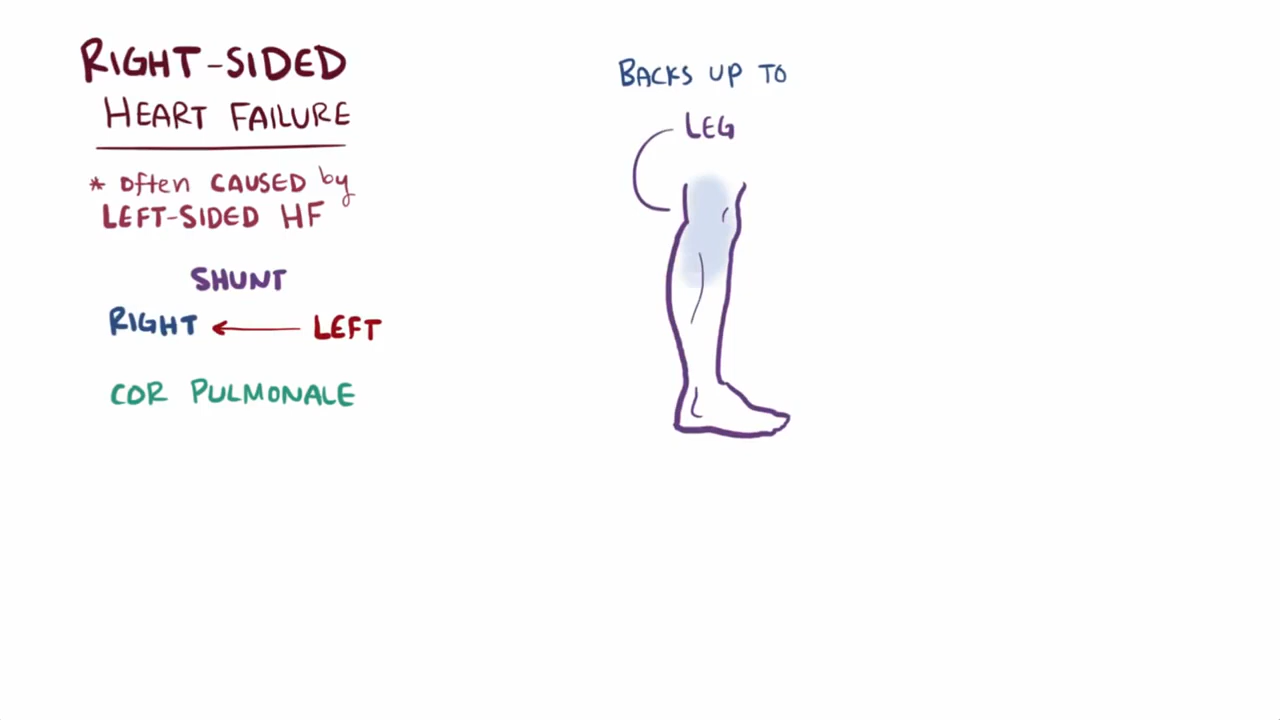 RIGHT-SIDED
HEART FAILURE
* often CAUSED by
LEFT-SIDED HF
SHUNT
RIGHT ← LEFT
COR PULMONALE
BACKS UP TO
LEG